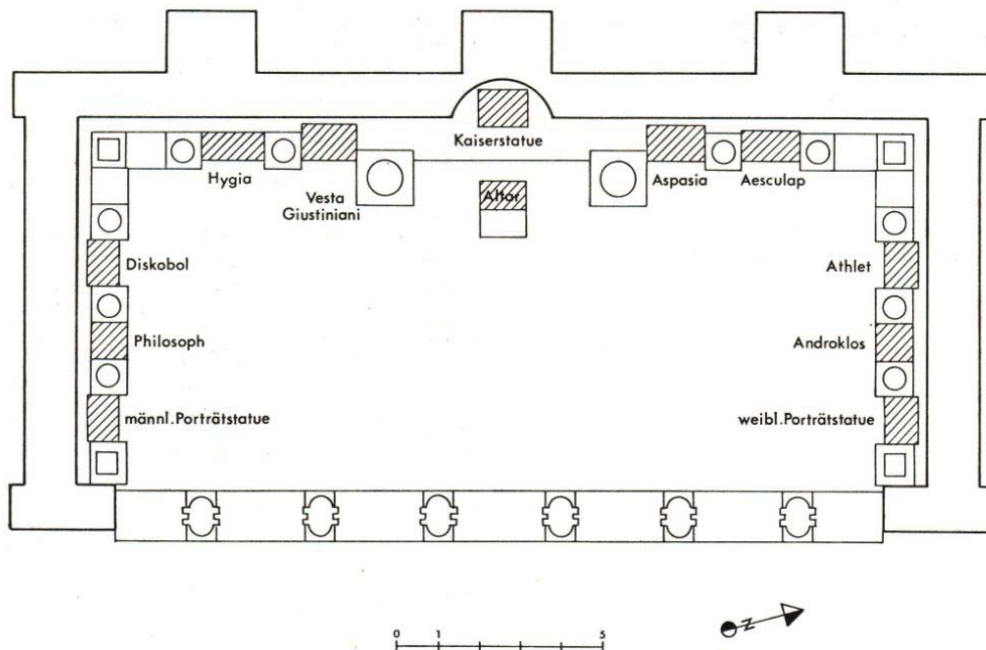 Kaiserstatue
Hygia
Aspasia
Aesculap
Vesta
Giustiniani
Altar
Diskobol
Athlet
Philosoph
Androklos
männl.Porträtstatue
weibl.Porträtstatue
0 1 5
N